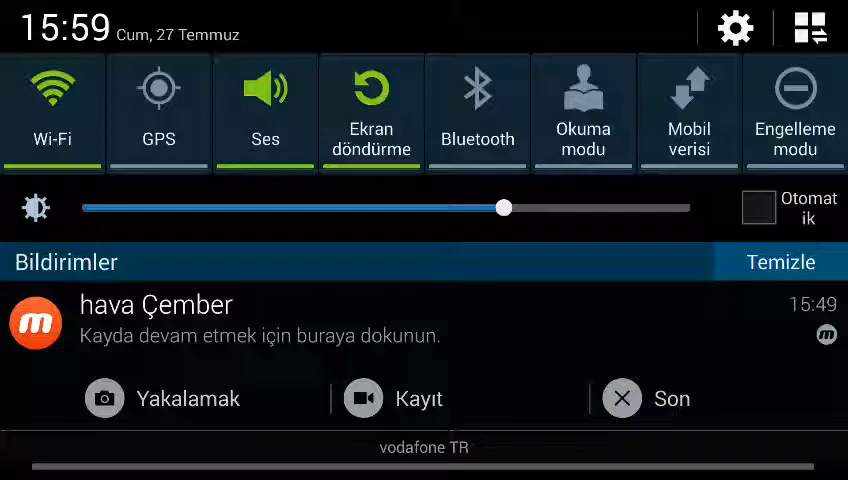 15:59 Cum, 27 Temmuz
Wi-Fi
GPS
Ses
Ekran
döndürme
Bluetooth
Okuma
modu
Mobil
verisi
Engelleme
modu
Otomat
ik
Bildirimler
Temizle
hava Çember
15:49
Kayda devam etmek için buraya dokunun.
Yakalamak
Kayıt
Son
vodafone TR